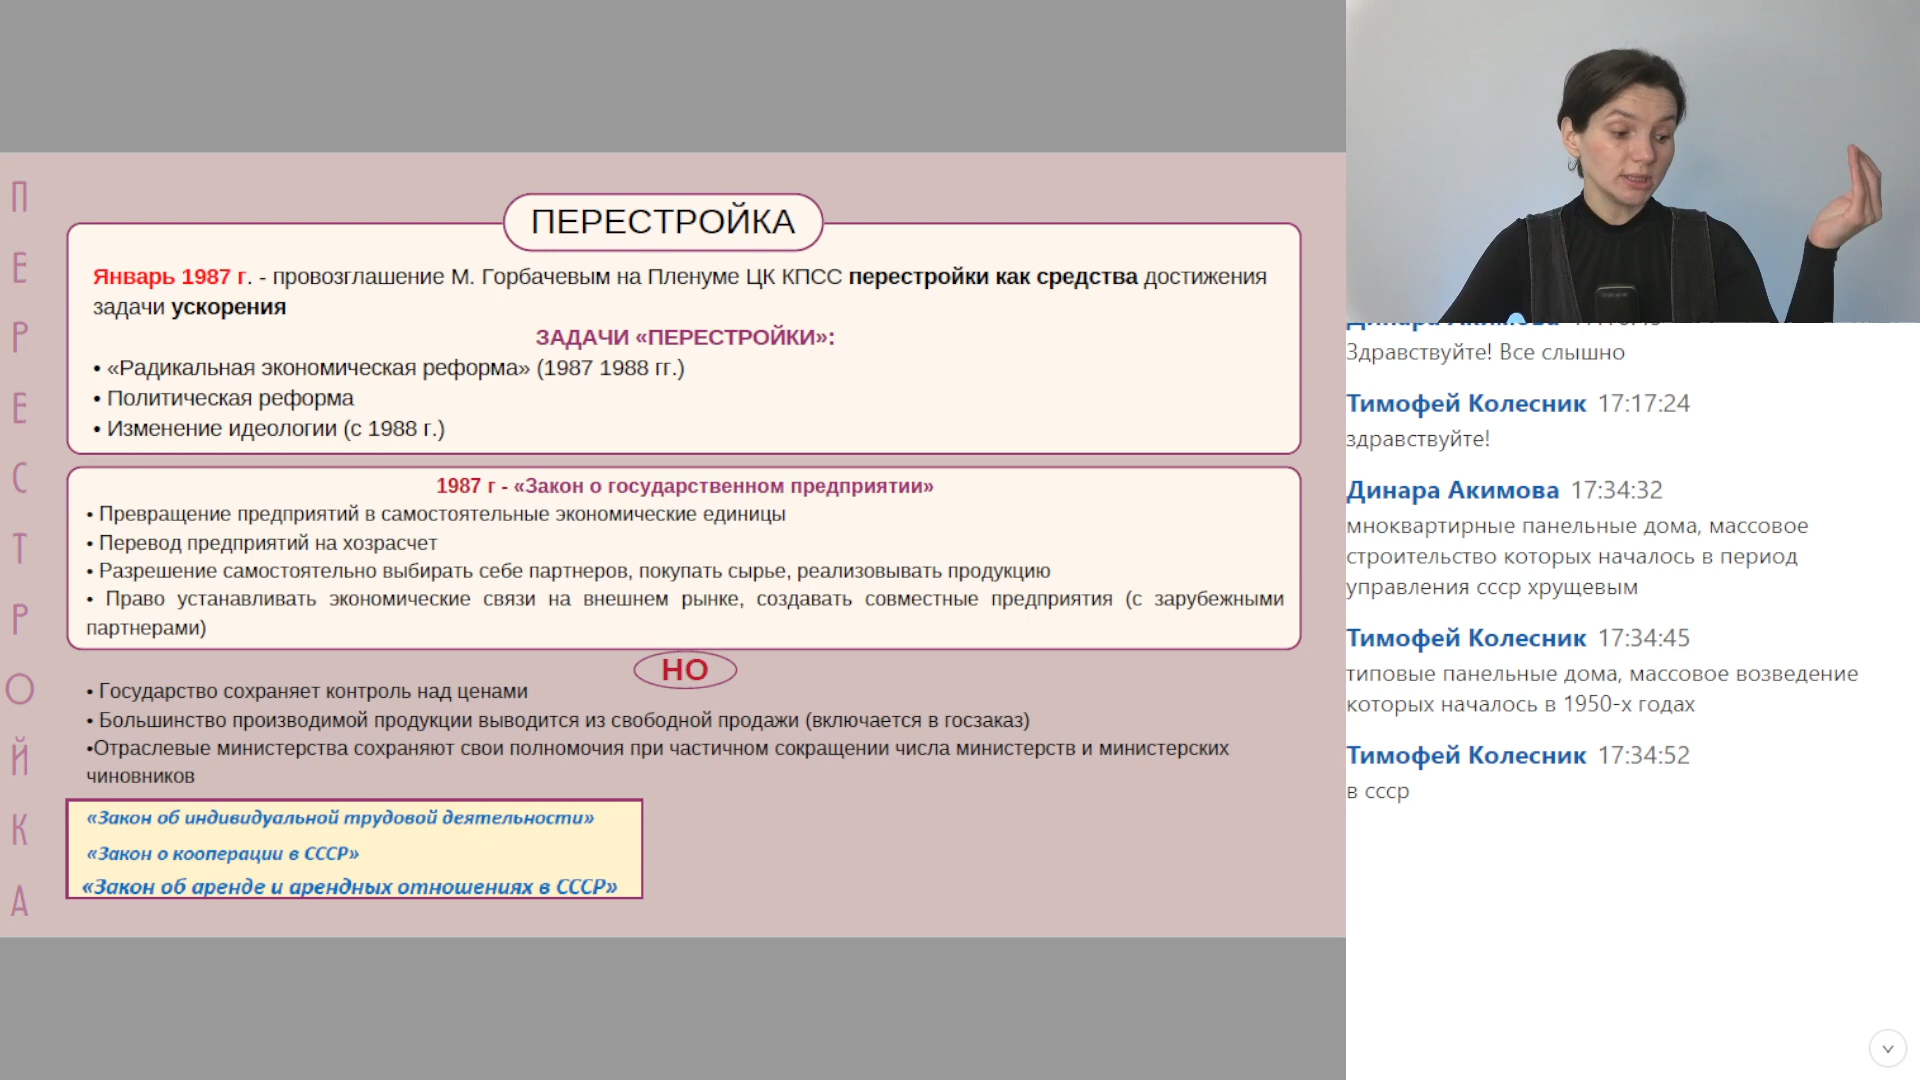 ПЕРЕСТРОЙКА
ПЕРЕСТРОЙКА
Январь 1987 г. - провозглашение М. Горбачевым на Пленуме ЦК КПСС перестройки как средства достижения
задачи ускорения
ЗАДАЧИ «ПЕРЕСТРОЙКИ»:
• «Радикальная экономическая реформа» (1987 1988 гг.)
• Политическая реформа
• Изменение идеологии (с 1988 г.)
1987 г - «Закон о государственном предприятии»
• Превращение предприятий в самостоятельные экономические единицы
• Перевод предприятий на хозрасчет
• Разрешение самостоятельно выбирать себе партнеров, покупать сырье, реализовывать продукцию
• Право устанавливать экономические связи на внешнем рынке, создавать совместные предприятия (с зарубежными
партнерами)
НО
• Государство сохраняет контроль над ценами
• Большинство производимой продукции выводится из свободной продажи (включается в госзаказ)
•Отраслевые министерства сохраняют свои полномочия при частичном сокращении числа министерств и министерских
чиновников
«Закон об индивидуальной трудовой деятельности»
«Закон о кооперации в СССР»
«Закон об аренде и арендных отношениях в СССР»
Динара Акимова
Здравствуйте! Все слышно
Тимофей Колесник 17:17:24
здравствуйте!
Динара Акимова 17:34:32
мноквартирные панельные дома, массовое
строительство которых началось в период
управления ссср хрущевым
Тимофей Колесник 17:34:45
типовые панельные дома, массовое возведение
которых началось в 1950-х годах
Тимофей Колесник 17:34:52
в ссср